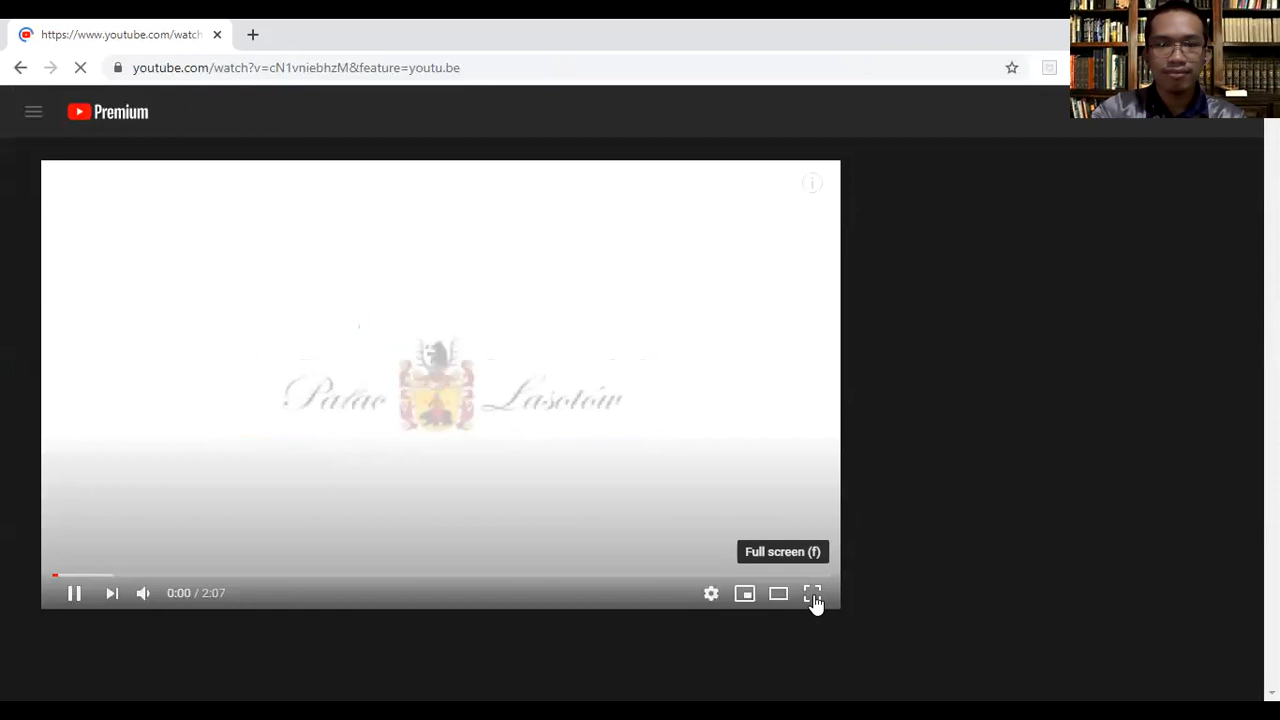 https://www.youtube.com/watch
youtube.com/watch?v=cN1vniebhzM&feature=youtu.be
Premium
Pałac Lasotów
Full screen (f)
0:00 / 2:07